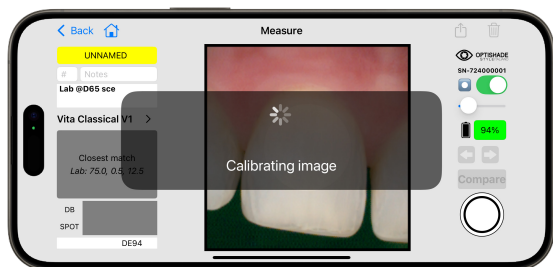 Back
Measure
UNNAMED
# Notes
Lab @D65 sce
Vita Classical V1
Closest match
Lab: 75.0, 0.5, 12.5
DB
SPOT
DE94
Calibrating image
OPTISHADE
STYLEITALIANO
SN-724000001
94%
Compare